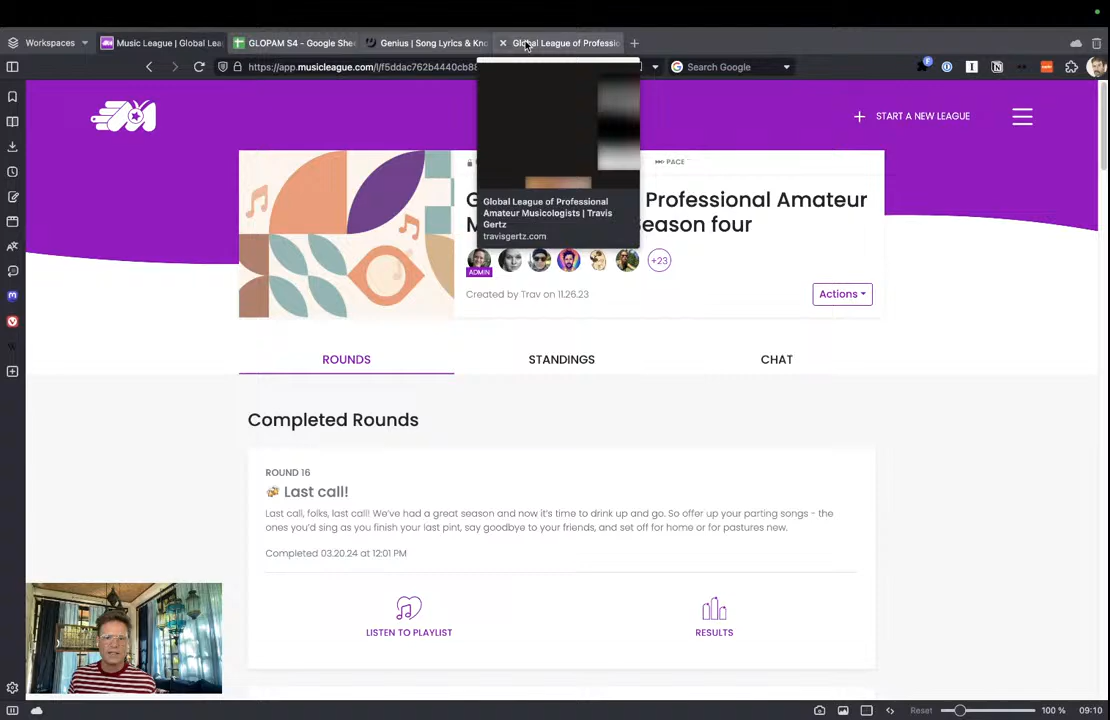 Workspaces
Music League | Global Lea
GLOPAM S4 - Google She
Genius | Song Lyrics & Kno
Global League of Professio
https://app.musicleague.com/l/f5ddac762b4440cb8
Search Google
START A NEW LEAGUE
PACE
Professional Amateur
eason four
Global League of Professional
Amateur Musicologists | Travis
Gertz
travisgertz.com
ADMIN
+23
Created by Trav on 11.26.23
Actions
ROUNDS
STANDINGS
CHAT
Completed Rounds
ROUND 16
Last call!
Last call, folks, last call! We've had a great season and now it's time to drink up and go. So offer up your parting songs - the
ones you'd sing as you finish your last pint, say goodbye to your friends, and set off for home or for pastures new.
Completed 03.20.24 at 12:01 PM
LISTEN TO PLAYLIST
RESULTS
Reset
100 %
09:10